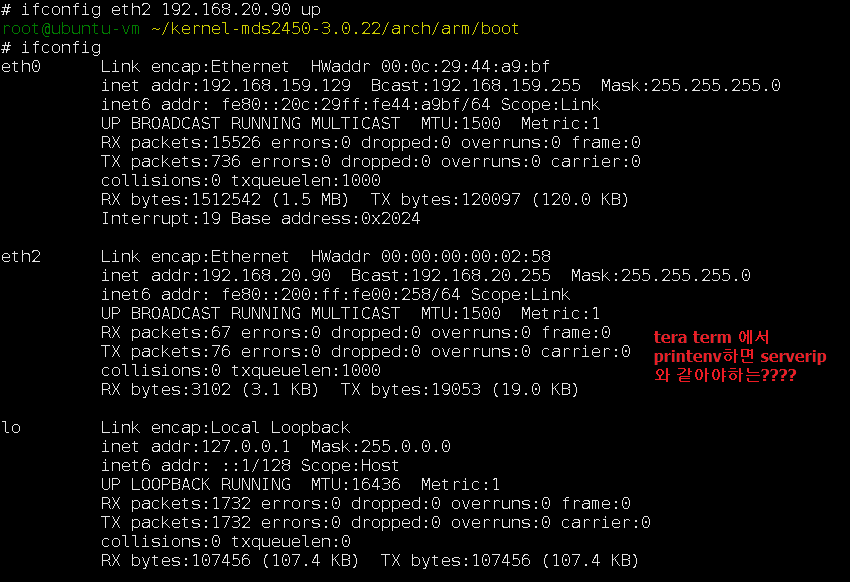 # ifconfig eth2 192.168.20.90 up
root@ubuntu-vm ~/kernel-mds2450-3.0.22/arch/arm/boot
# ifconfig
eth0      Link encap:Ethernet  HWaddr 00:0c:29:44:a9:bf
          inet addr:192.168.159.129  Bcast:192.168.159.255  Mask:255.255.255.0
          inet6 addr: fe80::20c:29ff:fe44:a9bf/64 Scope:Link
          UP BROADCAST RUNNING MULTICAST  MTU:1500  Metric:1
          RX packets:15526 errors:0 dropped:0 overruns:0 frame:0
          TX packets:736 errors:0 dropped:0 overruns:0 carrier:0
          collisions:0 txqueuelen:1000
          RX bytes:1512542 (1.5 MB)  TX bytes:120097 (120.0 KB)
          Interrupt:19 Base address:0x2024
eth2      Link encap:Ethernet  HWaddr 00:00:00:00:02:58
          inet addr:192.168.20.90  Bcast:192.168.20.255  Mask:255.255.255.0
          inet6 addr: fe80::200:ff:fe00:258/64 Scope:Link
          UP BROADCAST RUNNING MULTICAST  MTU:1500  Metric:1
          RX packets:67 errors:0 dropped:0 overruns:0 frame:0
          TX packets:76 errors:0 dropped:0 overruns:0 carrier:0
          collisions:0 txqueuelen:1000
          RX bytes:3102 (3.1 KB)  TX bytes:19053 (19.0 KB)
tera term 에서
printenv하면 serverip
와 같아야하는????
lo        Link encap:Local Loopback
          inet addr:127.0.0.1  Mask:255.0.0.0
          inet6 addr: ::1/128 Scope:Host
          UP LOOPBACK RUNNING  MTU:16436  Metric:1
          RX packets:1732 errors:0 dropped:0 overruns:0 frame:0
          TX packets:1732 errors:0 dropped:0 overruns:0 carrier:0
          collisions:0 txqueuelen:0
          RX bytes:107456 (107.4 KB)  TX bytes:107456 (107.4 KB)